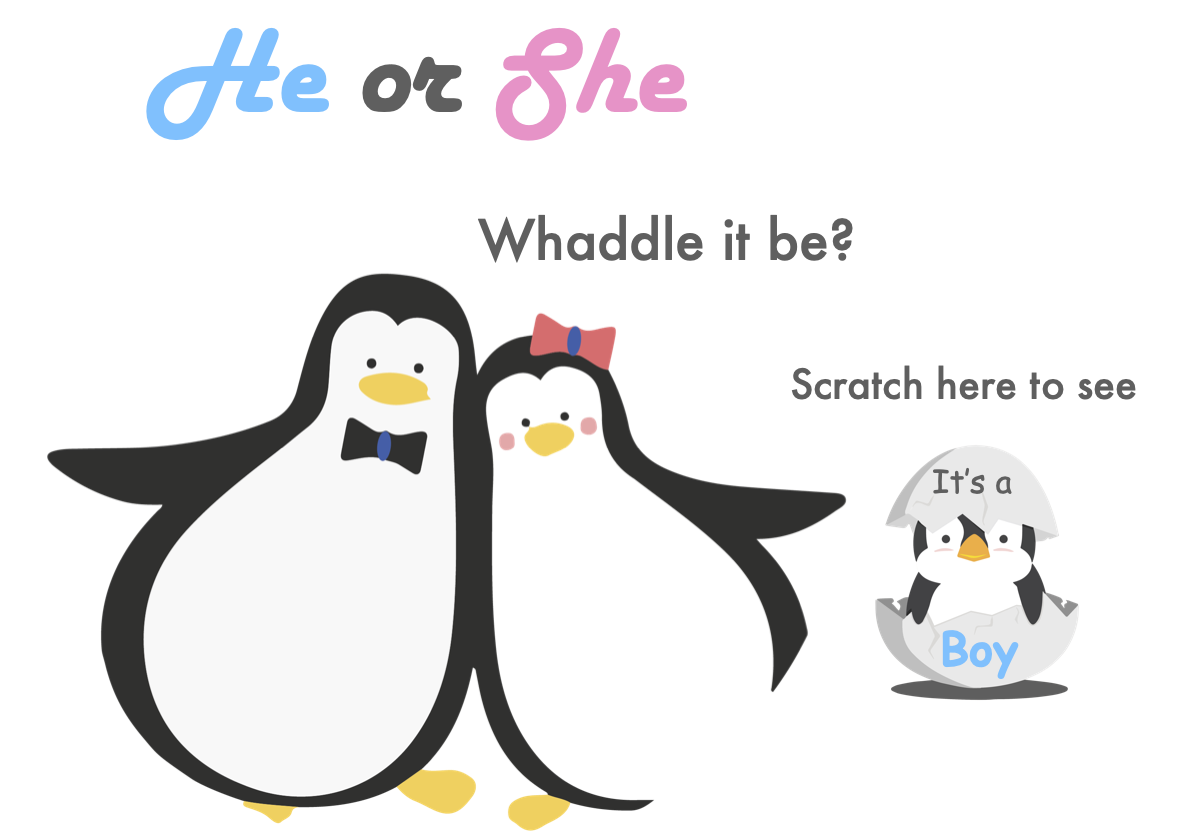 He or She
Whaddle it be?
Scratch here to see
It's a
Boy